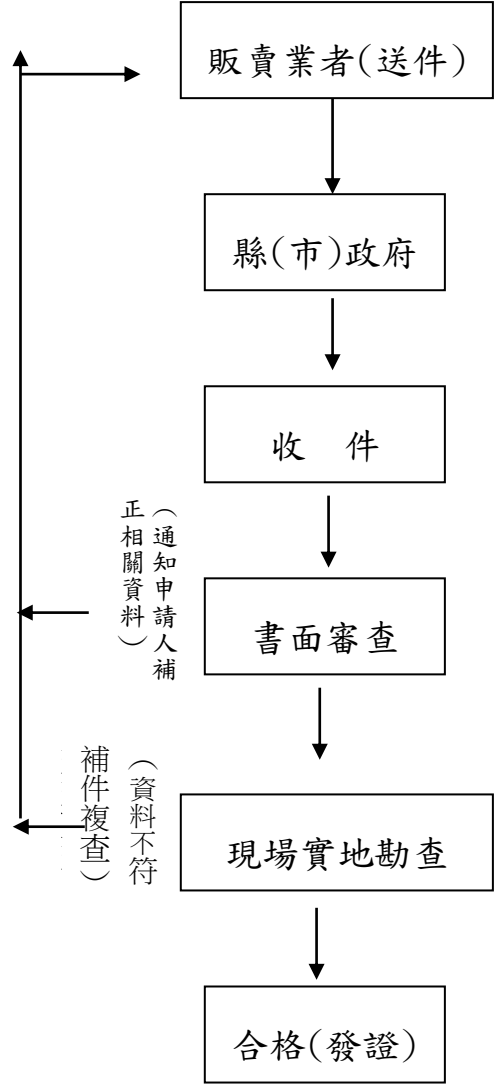 販賣業者(送件)
縣(市)政府
收　件
（通知申請人補
正相關資料）
書面審查
（資料不符
補件複查）
現場實地勘查
合格(發證)